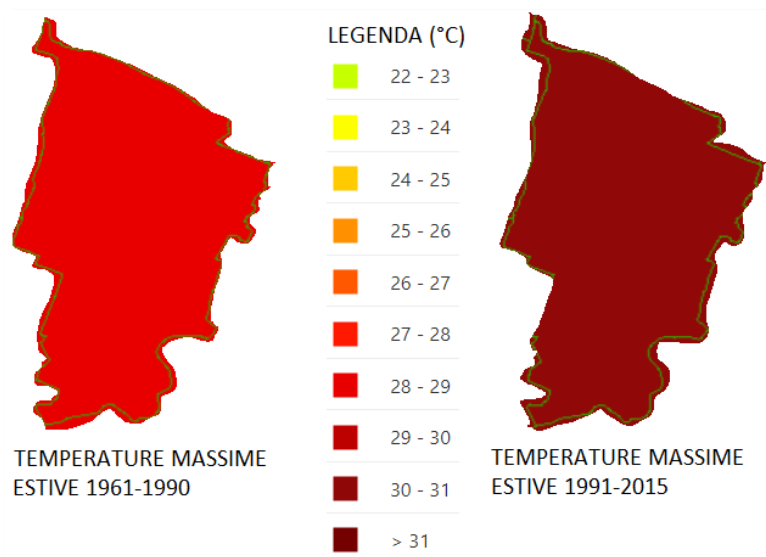 LEGENDA (°C)
22 - 23
23 - 24
24 - 25
25 - 26
26 - 27
27 - 28
28 - 29
29 - 30
30 - 31
> 31
TEMPERATURE MASSIME
ESTIVE 1961-1990
TEMPERATURE MASSIME
ESTIVE 1991-2015